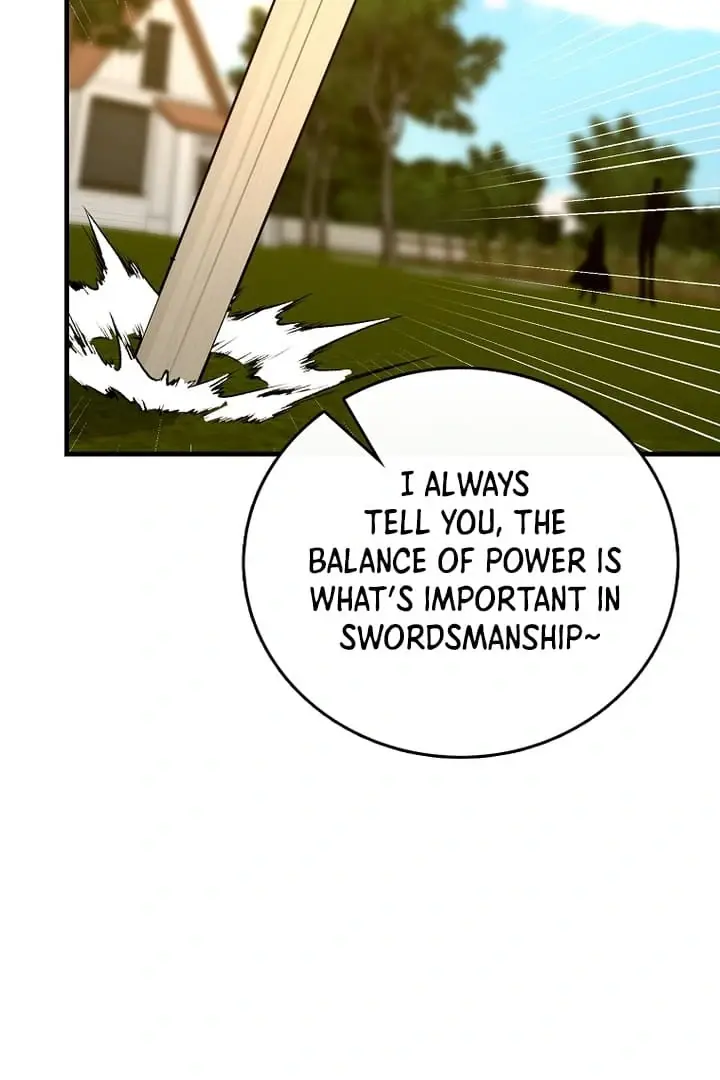 I ALWAYS
TELL YOU, THE
BALANCE OF POWER IS
WHAT'S IMPORTANT IN
SWORDSMANSHIP~